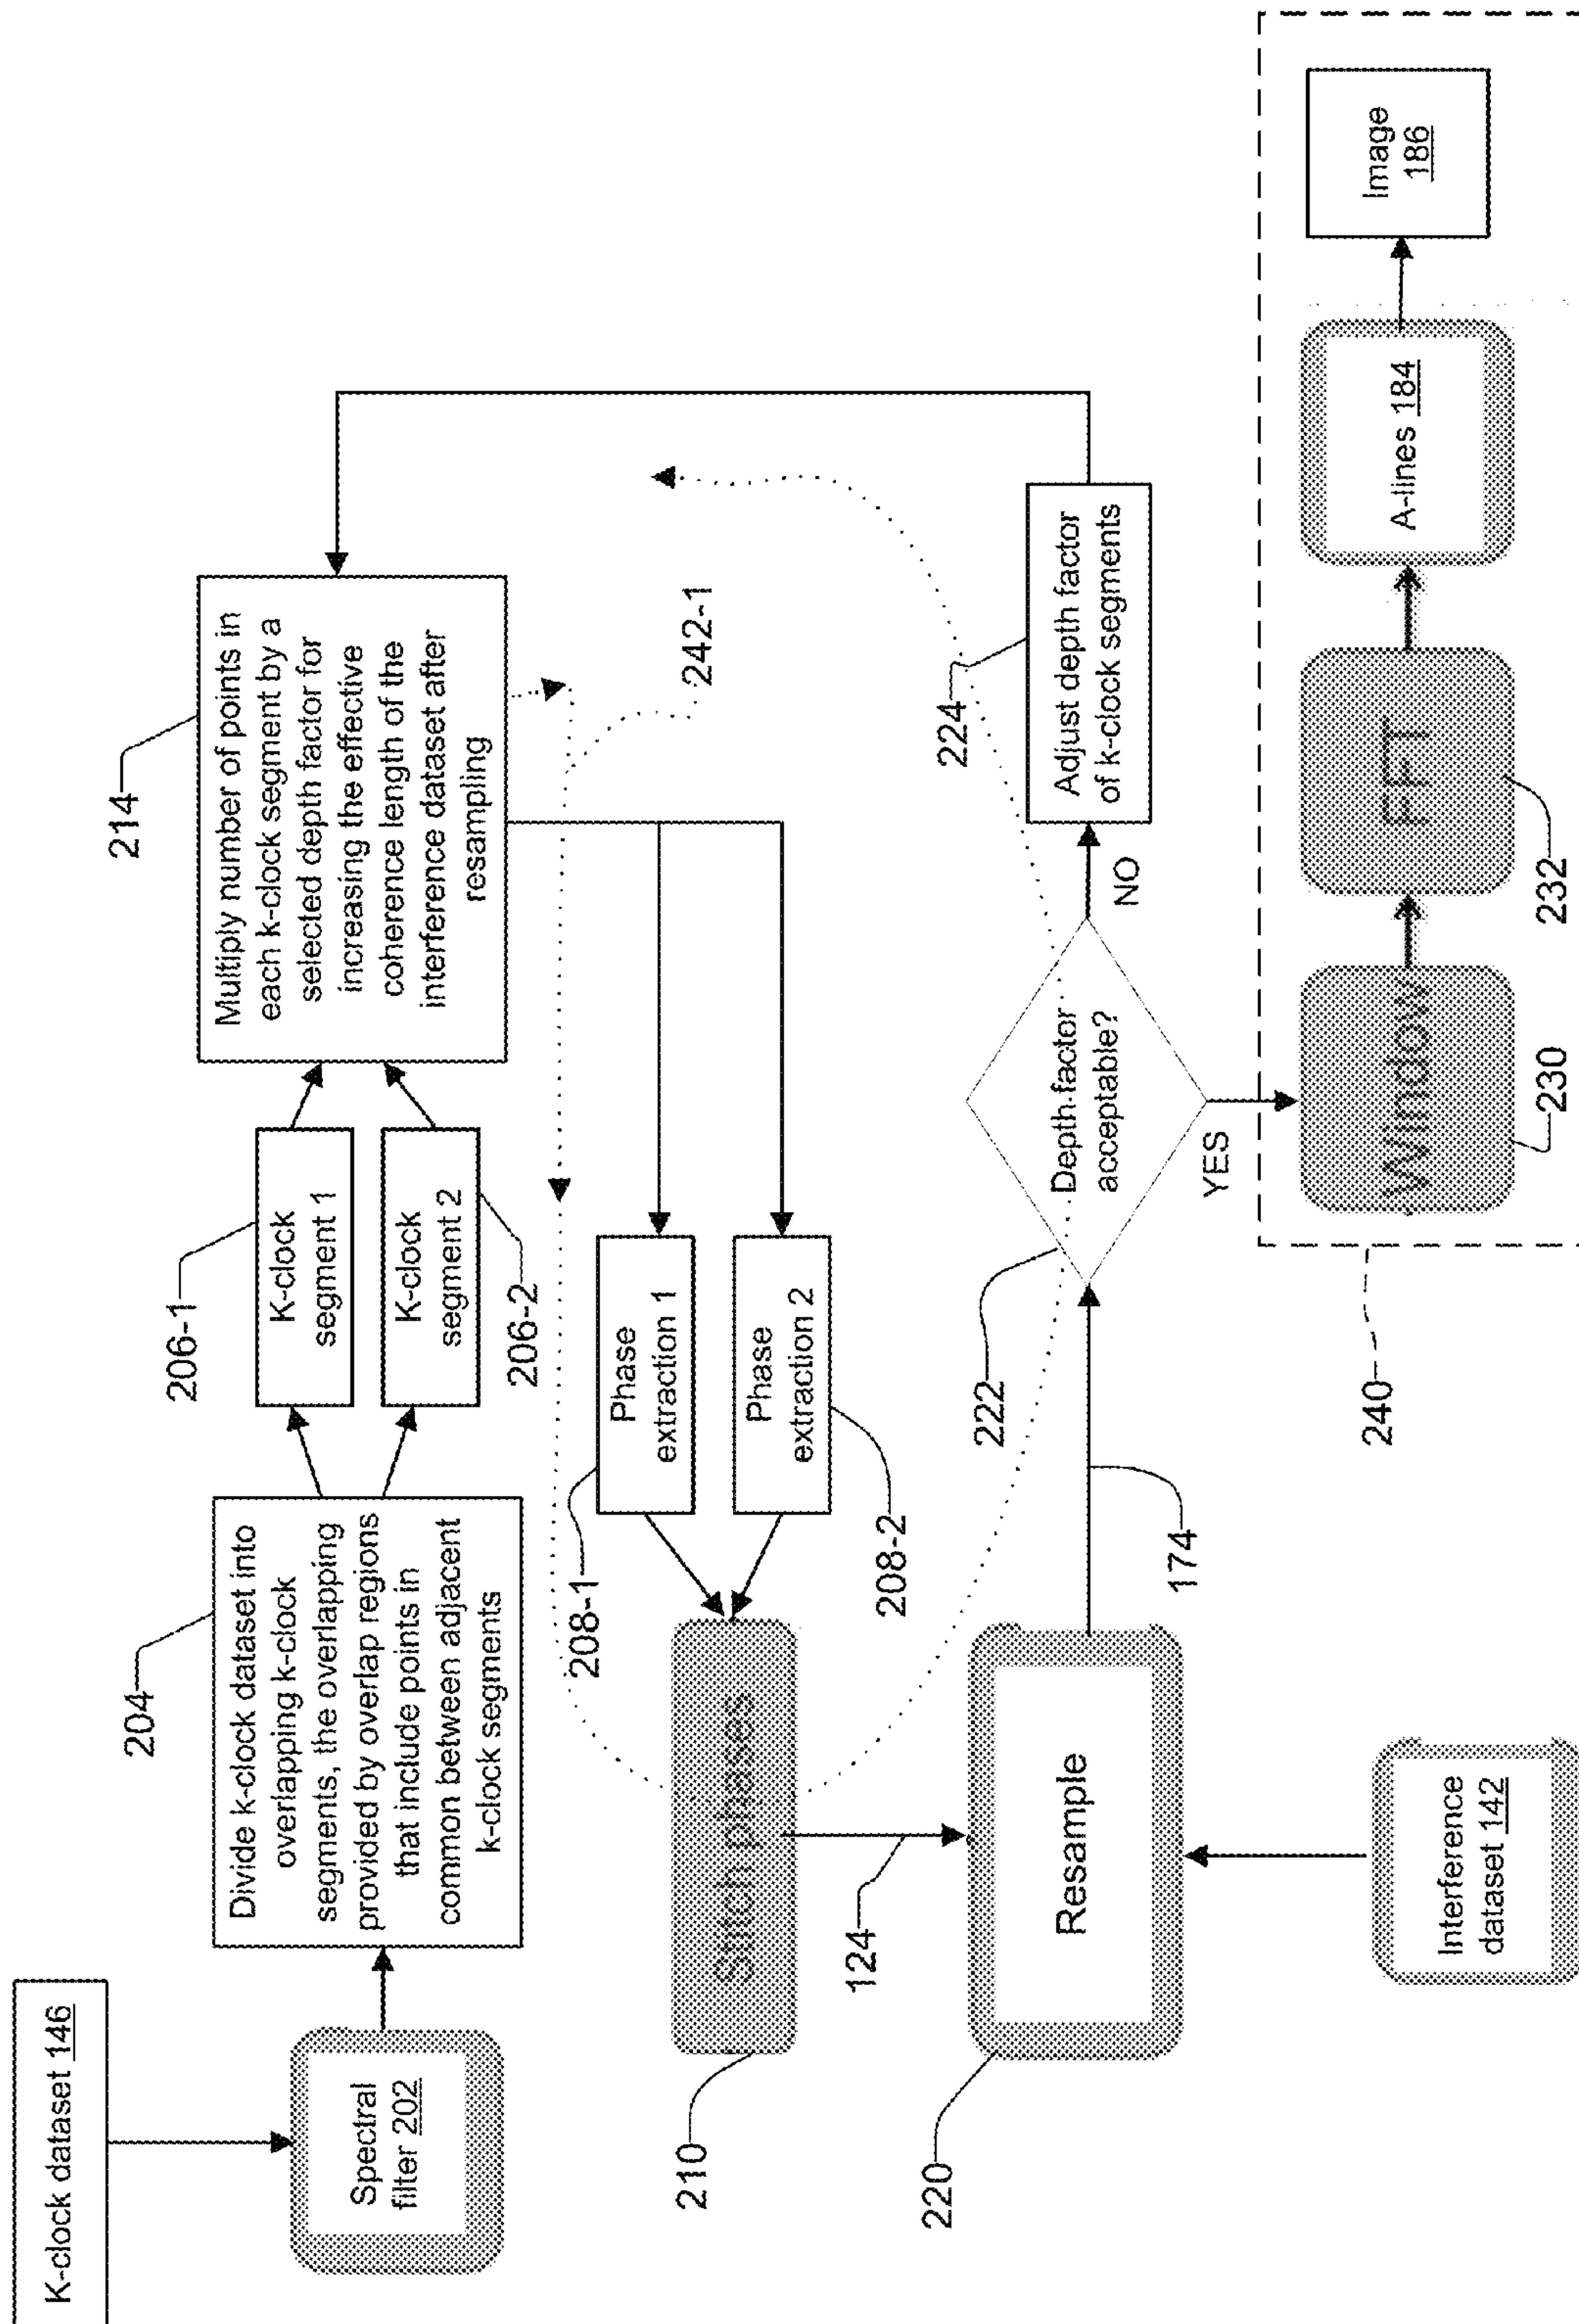 K-clock dataset 146
Spectral
filter 202
204
Divide k-clock dataset into
overlapping k-clock
segments, the overlapping
provided by overlap regions
that include points in
common between adjacent
k-clock segments
206-1
K-clock
segment 1
K-clock
segment 2
206-2
214
Multiply number of points in
each k-clock segment by a
selected depth factor for
increasing the effective
coherence length of the
interference dataset after
resampling
242-1
208-1
Phase
extraction 1
Phase
extraction 2
208-2
210
Stitch phases
124
220
Resample
Interference
dataset 142
174
222
Depth factor
acceptable?
NO
YES
224
Adjust depth factor
of k-clock segments
240
Window
230
FFT
232
A-lines 184
Image
186